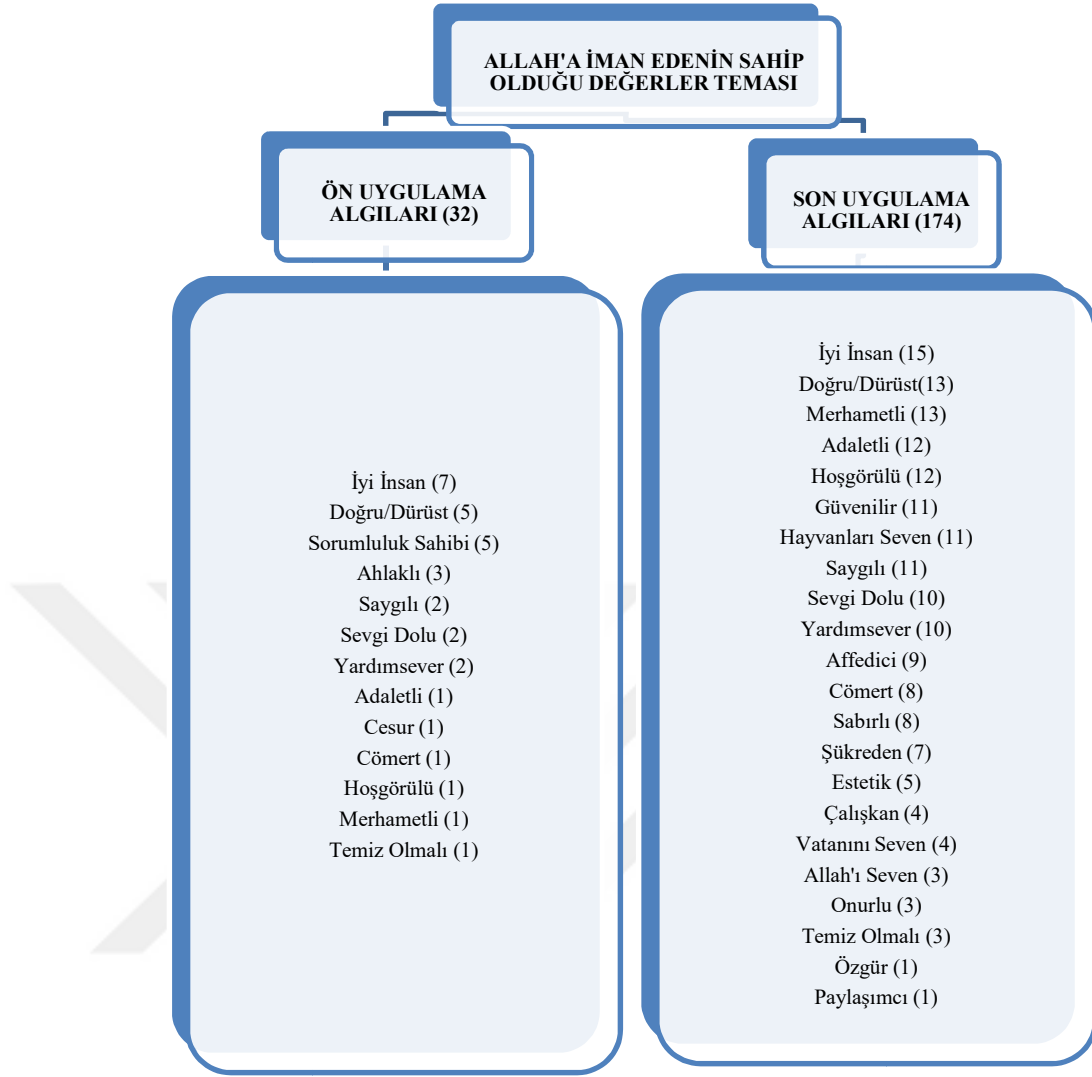 ALLAH'A İMAN EDENİN SAHİP
OLDUĞU DEĞERLER TEMASI
ÖN UYGULAMA
ALGILARI (32)
İyi İnsan (7)
Doğru/Dürüst (5)
Sorumluluk Sahibi (5)
Ahlaklı (3)
Saygılı (2)
Sevgi Dolu (2)
Yardımsever (2)
Adaletli (1)
Cesur (1)
Cömert (1)
Hoşgörülü (1)
Merhametli (1)
Temiz Olmalı (1)
SON UYGULAMA
ALGILARI (174)
İyi İnsan (15)
Doğru/Dürüst(13)
Merhametli (13)
Adaletli (12)
Hoşgörülü (12)
Güvenilir (11)
Hayvanları Seven (11)
Saygılı (11)
Sevgi Dolu (10)
Yardımsever (10)
Affedici (9)
Cömert (8)
Sabırlı (8)
Şükreden (7)
Estetik (5)
Çalışkan (4)
Vatanını Seven (4)
Allah'ı Seven (3)
Onurlu (3)
Temiz Olmalı (3)
Özgür (1)
Paylaşımcı (1)